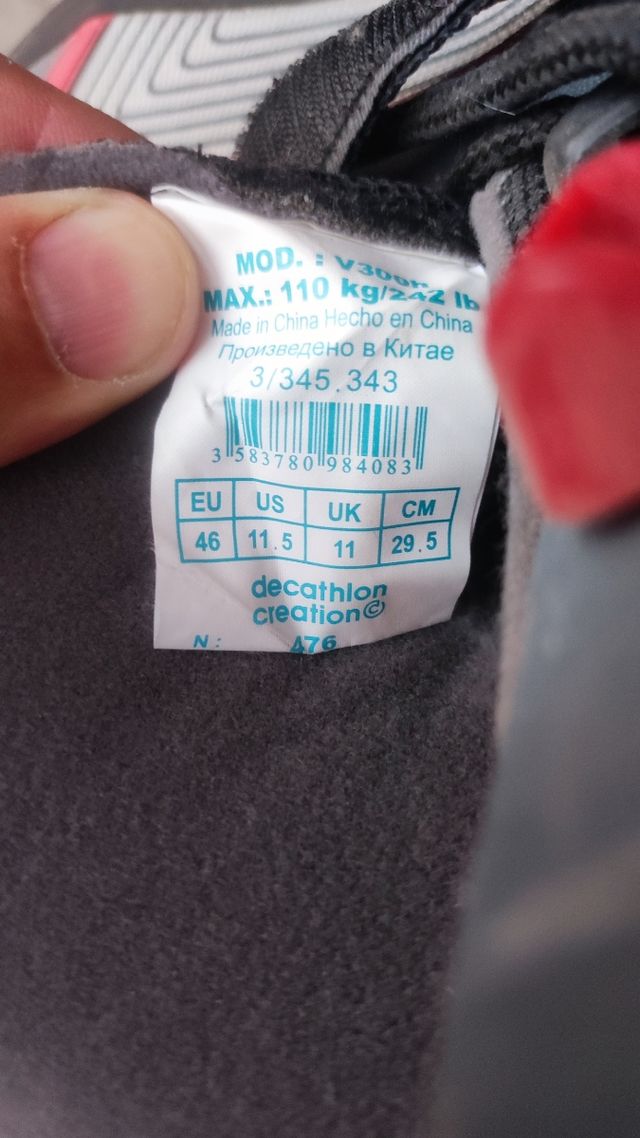 MOD. :
MAX.: 110 kg/242 lb
Made in China Hecho en China
Произведено в Китае
3/345.343
3 583780 984083
EU US UK CM
46 11.5 11 29.5
decathlon
creation©
N: 476